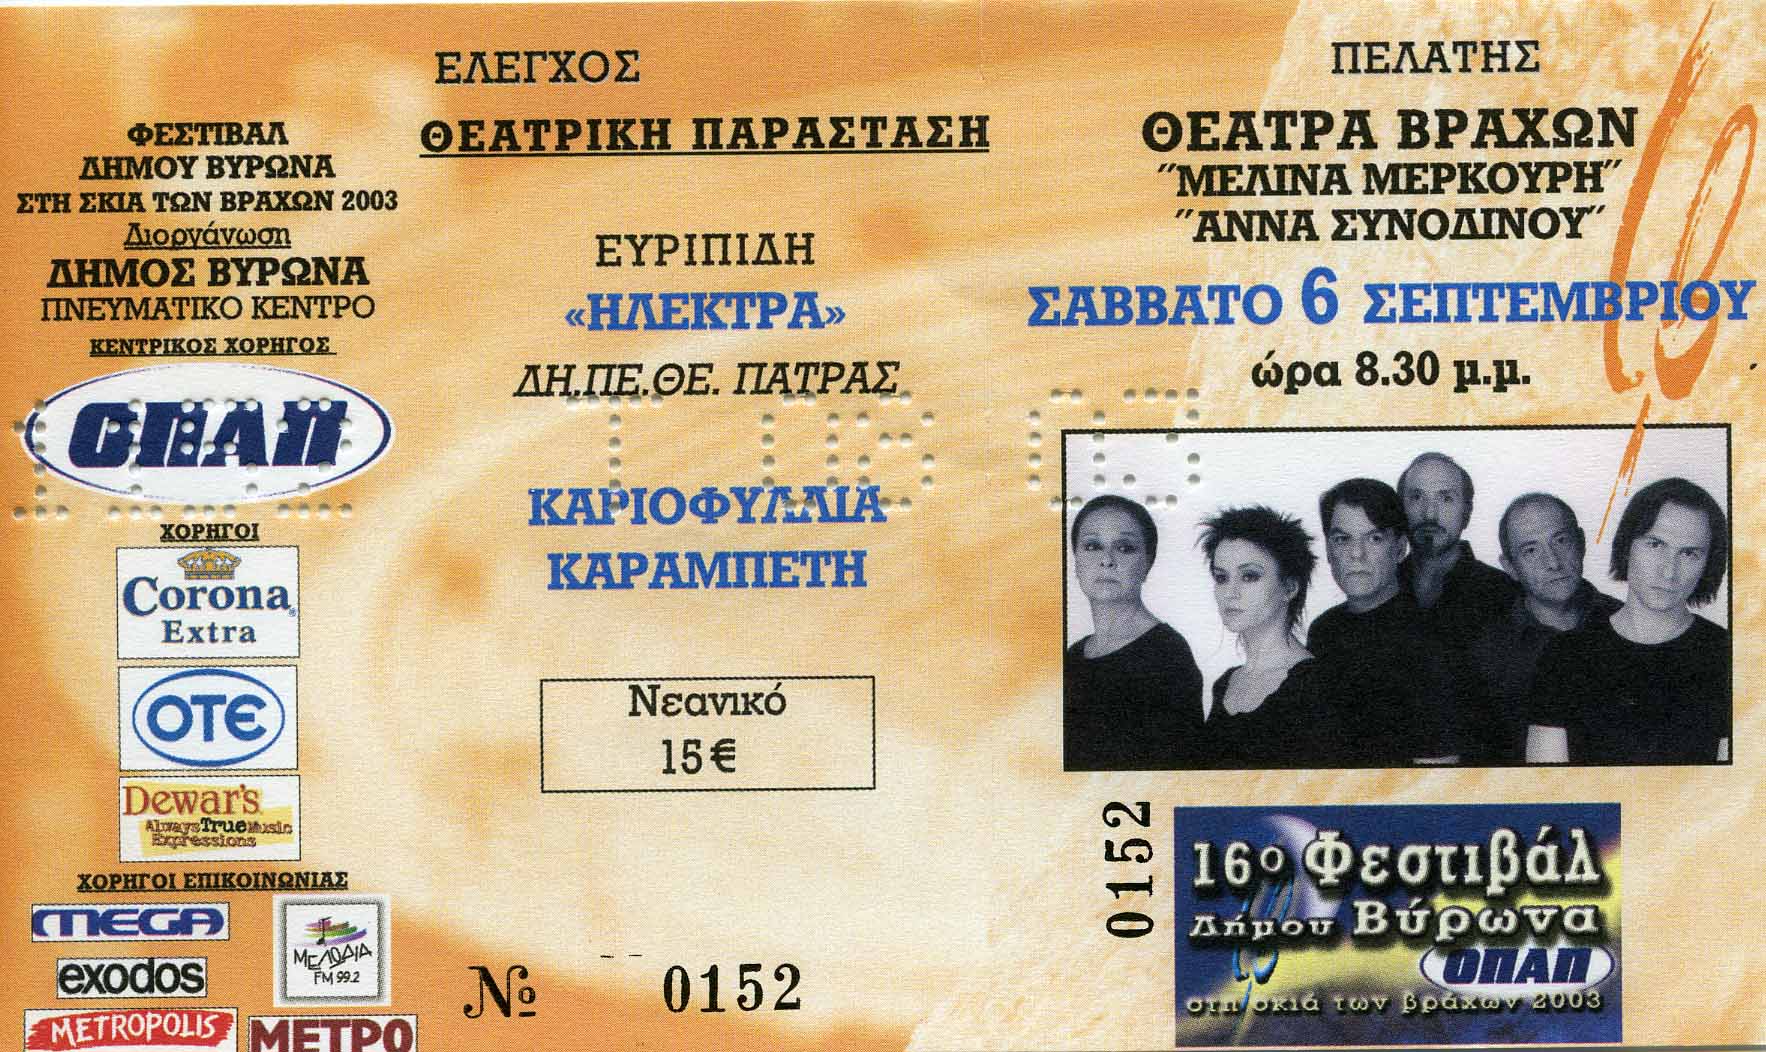 ΦΕΣΤΙΒΑΛ
ΔΗΜΟΥ ΒΥΡΩΝΑ
ΣΤΗ ΣΚΙΑ ΤΩΝ ΒΡΑΧΩΝ 2003
Διοργάνωση
ΔΗΜΟΣ ΒΥΡΩΝΑ
ΠΝΕΥΜΑΤΙΚΟ ΚΕΝΤΡΟ
ΚΕΝΤΡΙΚΟΣ ΧΟΡΗΓΟΣ
ΟΠΑΠ
ΧΟΡΗΓΟΙ
Corona
Extra
ΟΤΕ
Dewar's
Always True Music
Expressions
ΧΟΡΗΓΟΙ ΕΠΙΚΟΙΝΩΝΙΑΣ
MEGA
ΜΕΛΩΔΙΑ
FM 99.2
exodos
METROPOLIS
ΜΕΤΡΟ
ΕΛΕΓΧΟΣ
ΘΕΑΤΡΙΚΗ ΠΑΡΑΣΤΑΣΗ
ΕΥΡΙΠΙΔΗ
«ΗΛΕΚΤΡΑ»
ΔΗ.ΠΕ.ΘΕ. ΠΑΤΡΑΣ
ΚΑΡΙΟΦΥΛΛΙΑ
ΚΑΡΑΜΠΕΤΗ
Νεανικό
15 €
№ 0152
ΠΕΛΑΤΗΣ
ΘΕΑΤΡΑ ΒΡΑΧΩΝ
"ΜΕΛΙΝΑ ΜΕΡΚΟΥΡΗ"
"ΑΝΝΑ ΣΥΝΟΔΙΝΟΥ"
ΣΑΒΒΑΤΟ 6 ΣΕΠΤΕΜΒΡΙΟΥ
ώρα 8.30 μ.μ.
0152
16ο Φεστιβάλ
Δήμου Βύρωνα
ΟΠΑΠ
στη σκιά των βράχων 2003